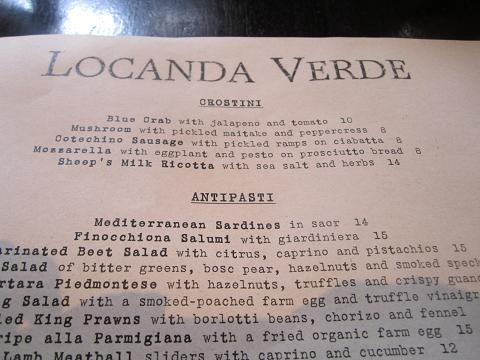 LOCANDA VERDE
CROSTINI
Blue Crab with jalapeno and tomato 10
Mushroom with pickled maitake and peppercress 8
Cotechino Sausage with pickled ramps on ciabatta 8
Mozzarella with eggplant and pesto on prosciutto bread 8
Sheep's Milk Ricotta with sea salt and herbs 14
ANTIPASTI
Mediterranean Sardines in saor 14
Finocchiona Salumi with giardiniera 15
arinated Beet Salad with citrus, caprino and pistachios 15
Salad of bitter greens, bosc pear, hazelnuts and smoked speck
rtara Piedmontese with hazelnuts, truffles and crispy guanc
g Salad with a smoked-poached farm egg and truffle vinaigr
led King Prawns with borlotti beans, chorizo and fennel
ripe alla Parmigiana with a fried organic farm egg 15
Lamb Meatball sliders with caprino and cucumber 12